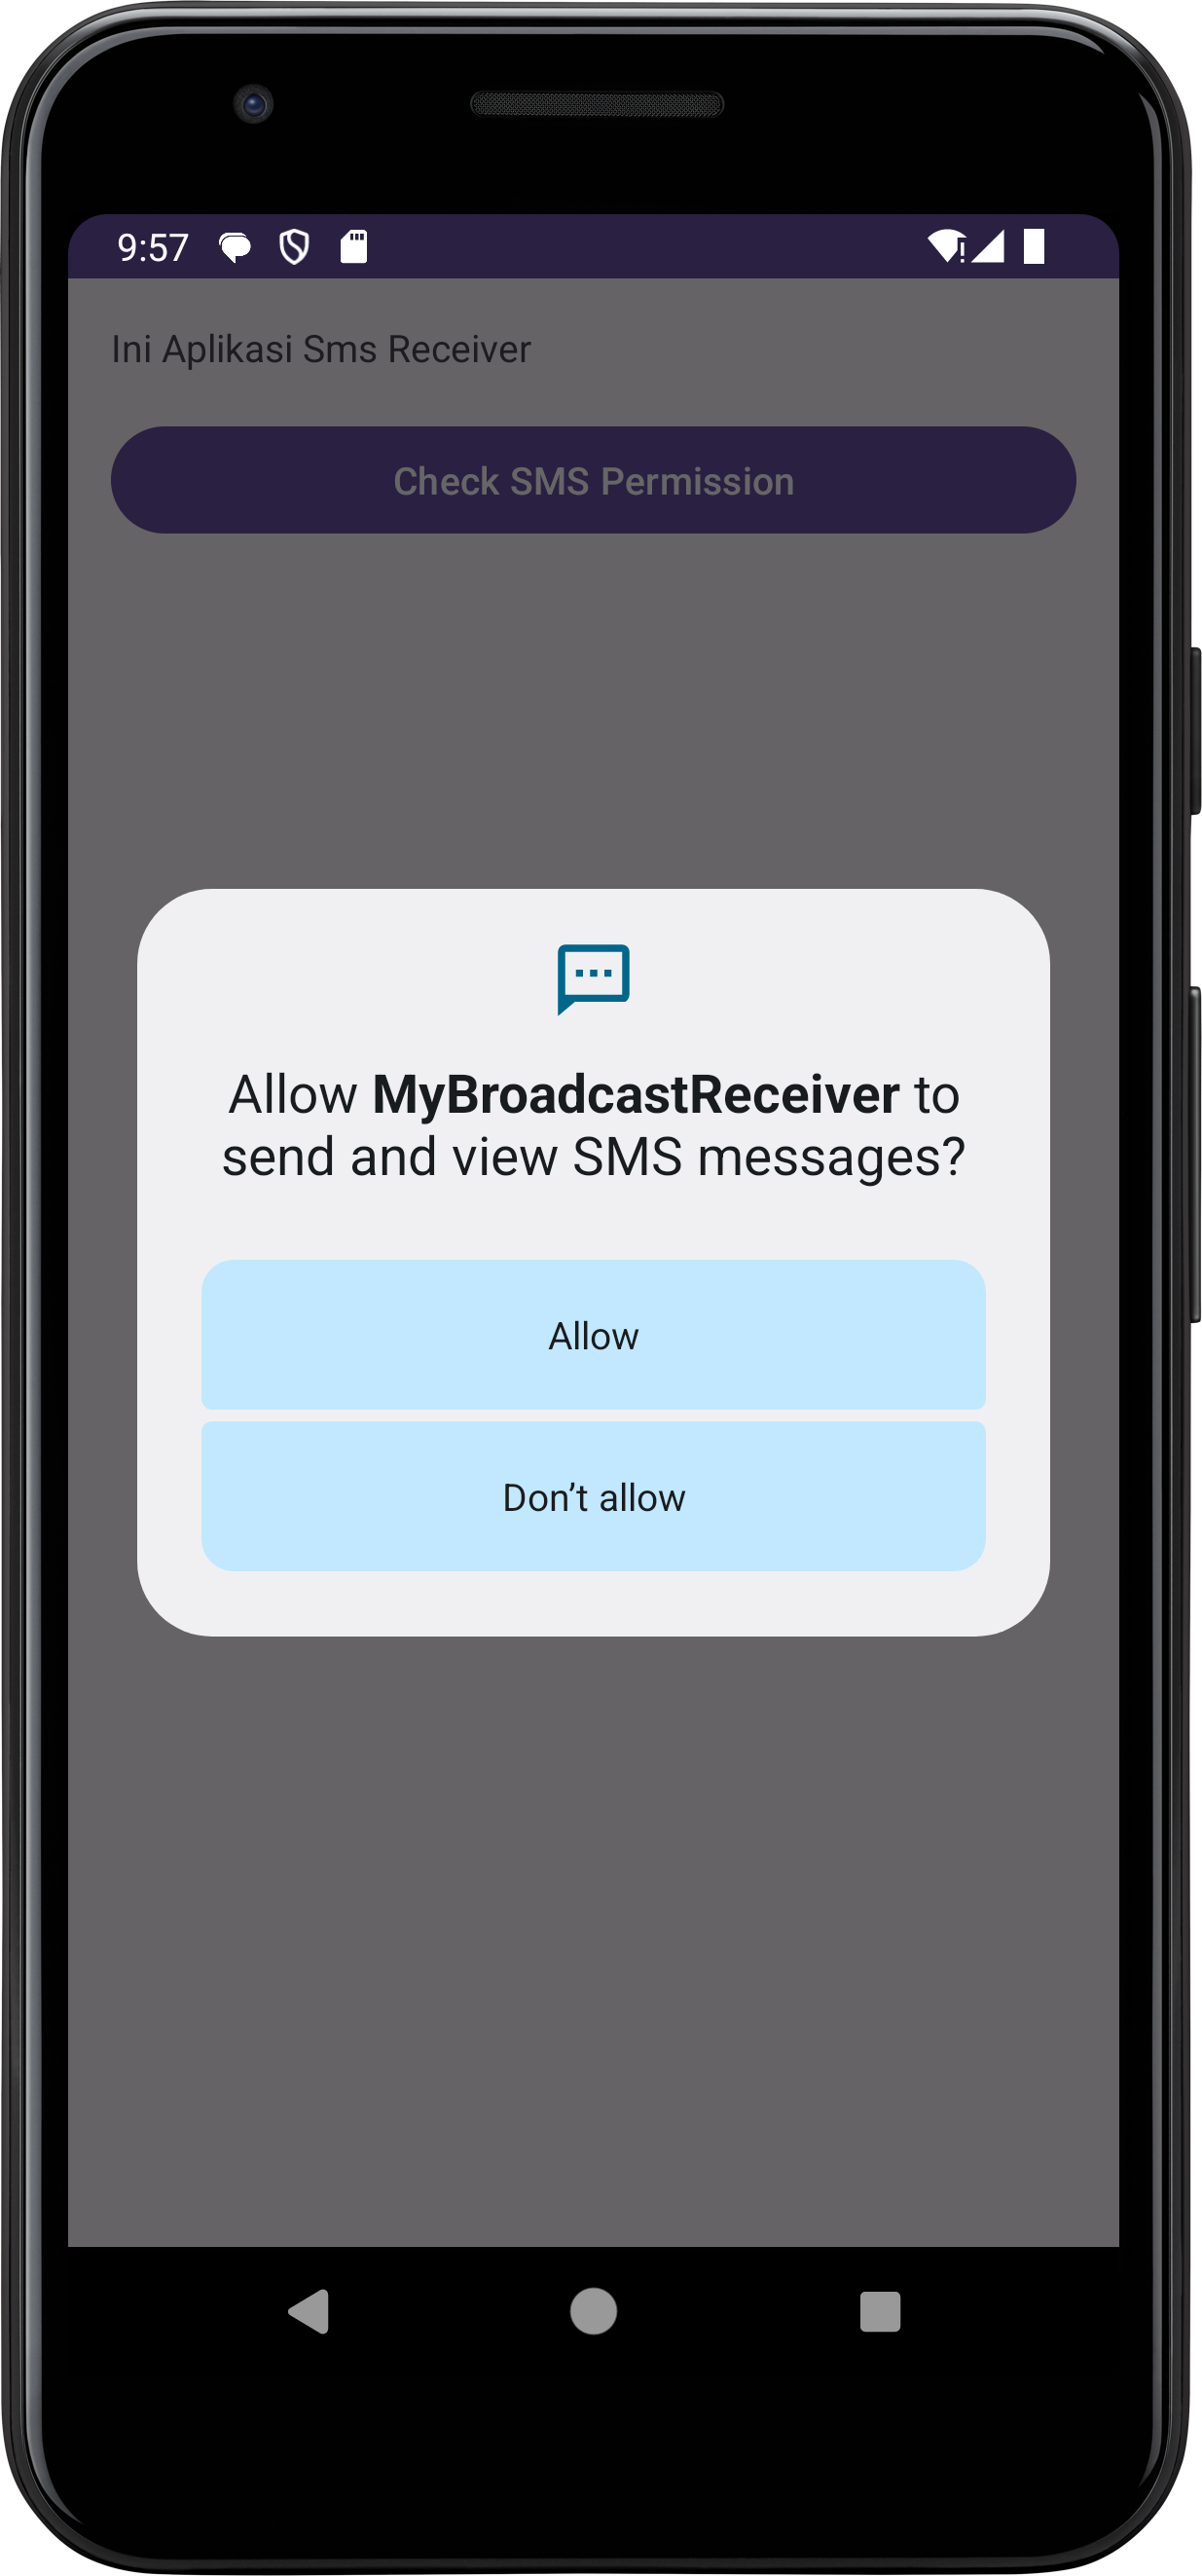 9:57
Ini Aplikasi Sms Receiver
Check SMS Permission
Allow MyBroadcastReceiver to
send and view SMS messages?
Allow
Don’t allow